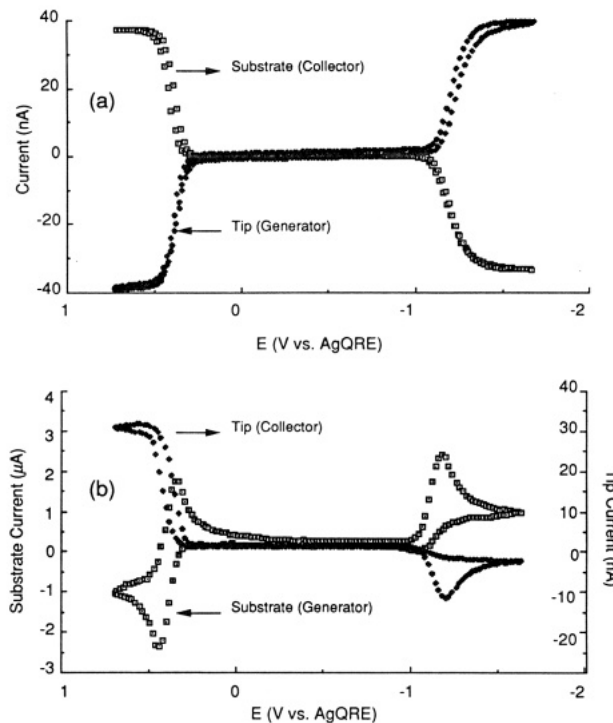 40
20
0
-20
-40
Current (nA)
(a)
Substrate (Collector)
Tip (Generator)
1
0
-1
-2
E (V vs. AgQRE)
4
3
2
1
0
-1
-2
-3
Substrate Current (μA)
(b)
Tip (Collector)
Substrate (Generator)
40
30
20
10
0
-10
-20
Tip Current (nA)
1
0
-1
-2
E (V vs. AgQRE)